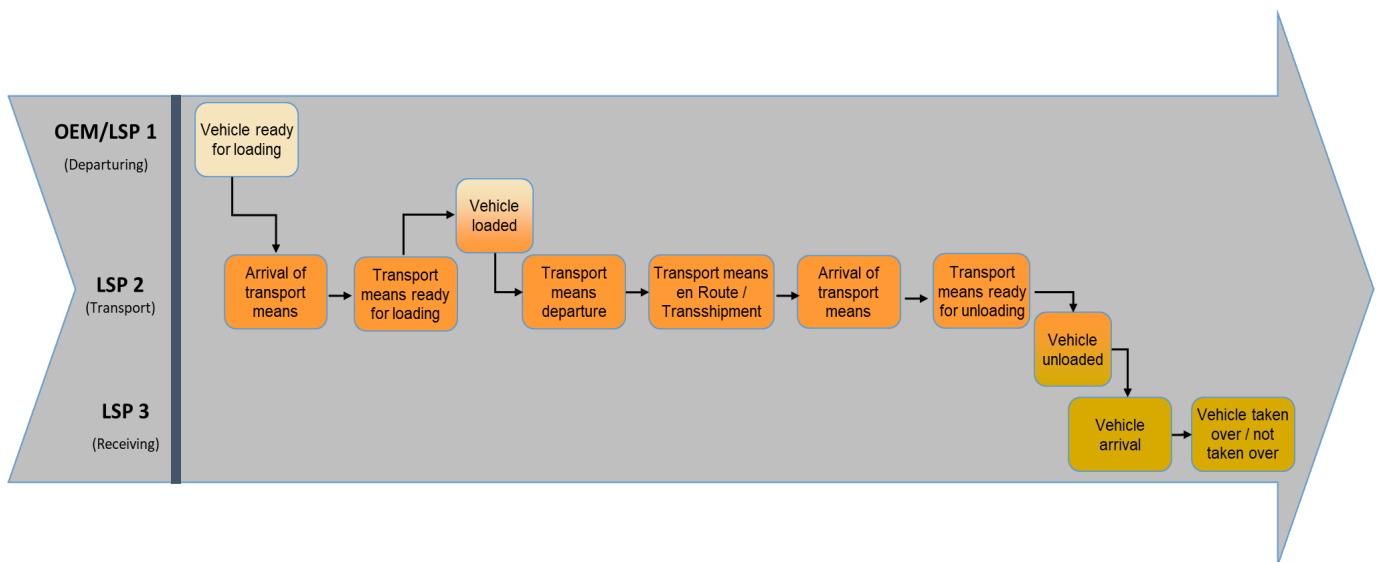 OEM/LSP 1
(Departuring)
Vehicle ready
for loading
Vehicle
loaded
LSP 2
(Transport)
Arrival of
transport
means
Transport
means ready
for loading
Transport
means
departure
Transport means
en Route /
Transshipment
Arrival of
transport
means
Transport
means ready
for unloading
Vehicle
unloaded
LSP 3
(Receiving)
Vehicle
arrival
Vehicle taken
over / not
taken over